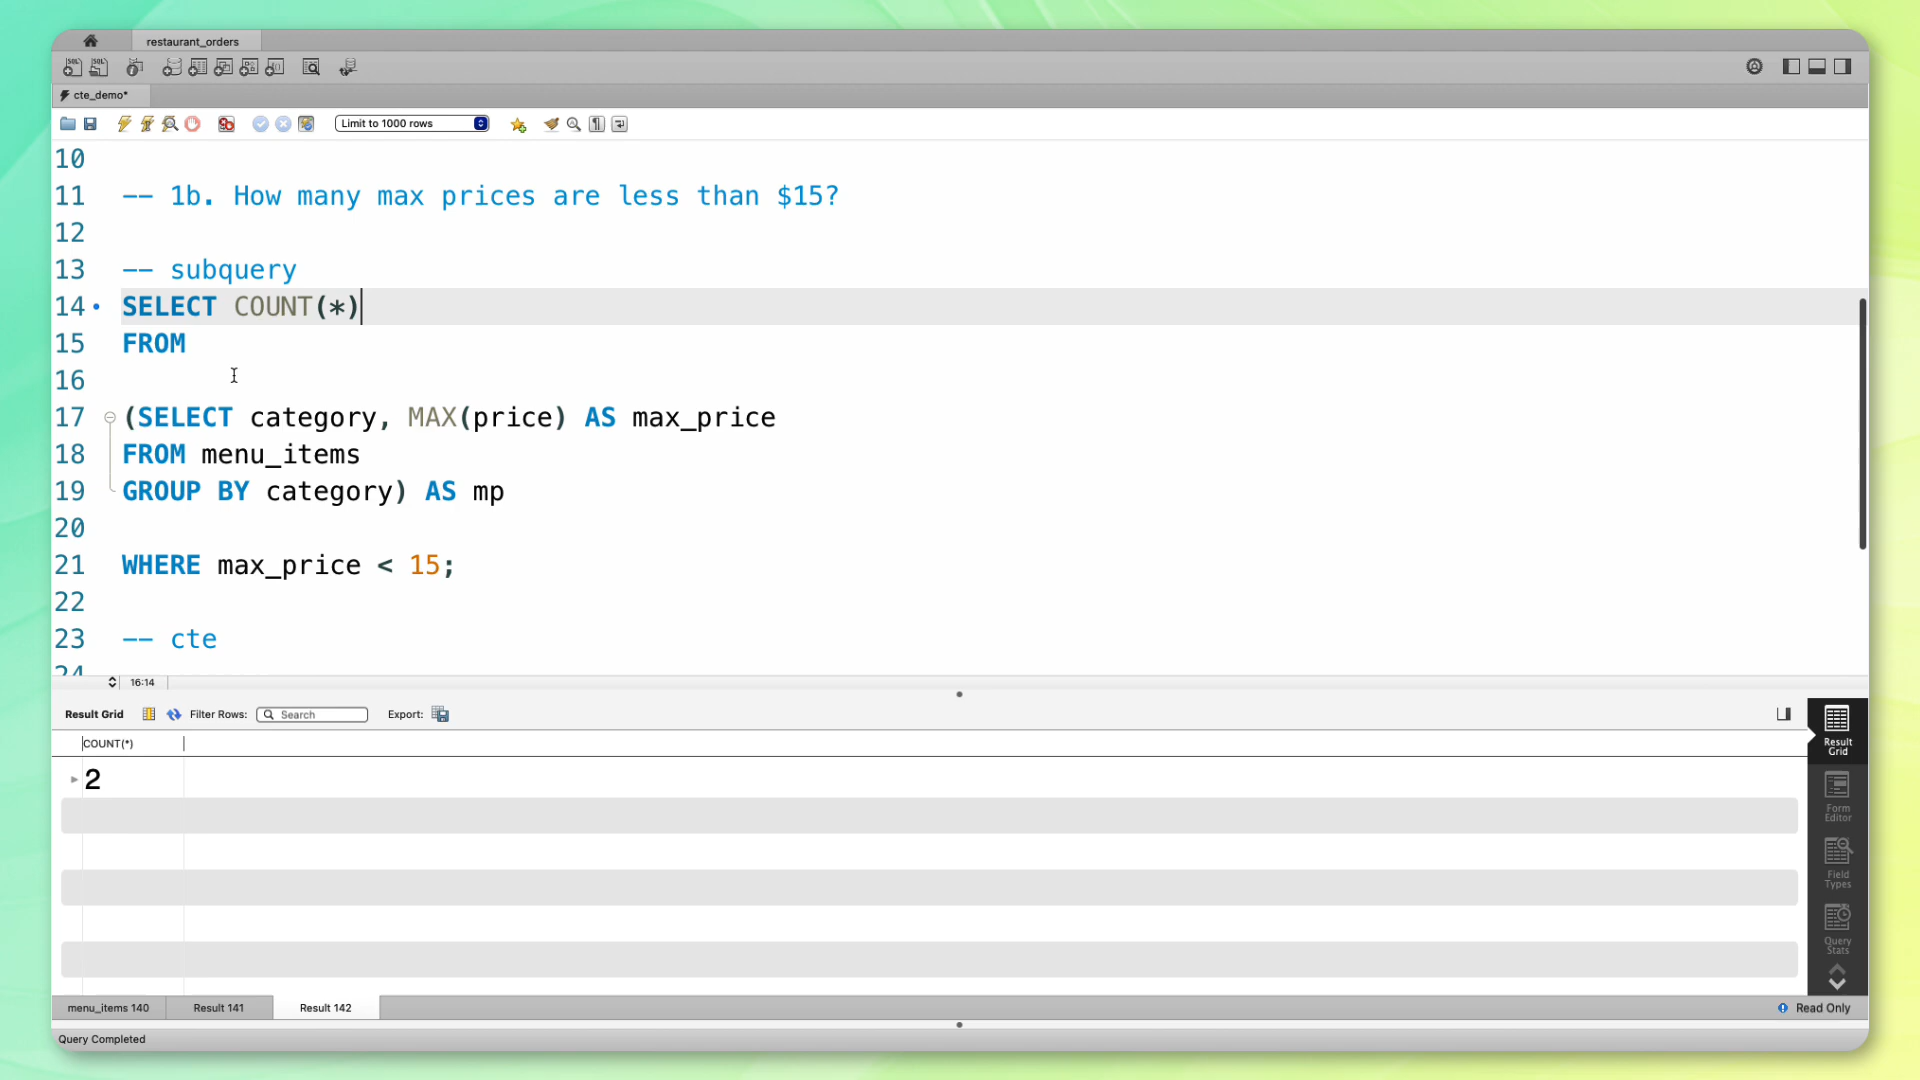 restaurant_orders
cte_demo*
Limit to 1000 rows
10
11 -- 1b. How many max prices are less than $15?
12
13 -- subquery
14 SELECT COUNT(*)
15 FROM
16
17 (SELECT category, MAX(price) AS max_price
18 FROM menu_items
19 GROUP BY category) AS mp
20
21 WHERE max_price < 15;
22
23 -- cte
24
16:14
Result Grid Filter Rows: Search Export:
COUNT(*)
2
Result
Grid
Form
Editor
Field
Types
Query
Stats
menu_items 140 Result 141 Result 142 Read Only
Query Completed